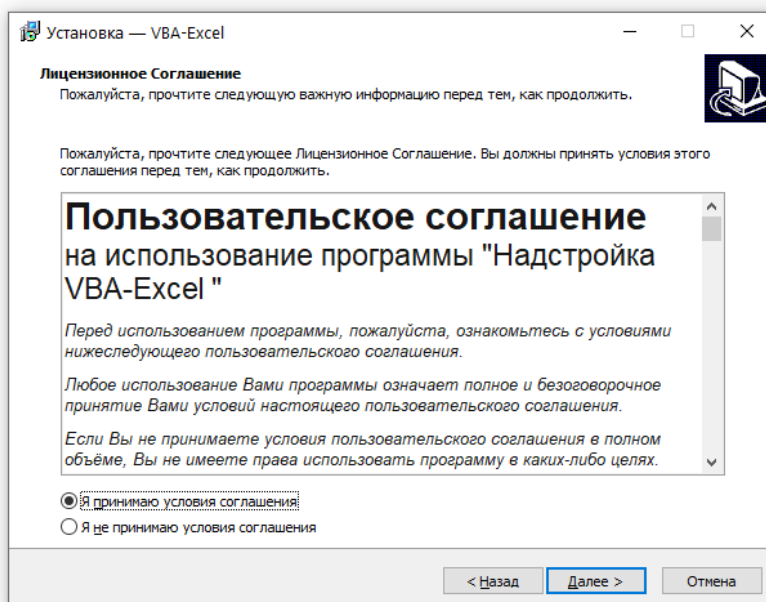 Установка — VBA-Excel
Лицензионное Соглашение
Пожалуйста, прочтите следующую важную информацию перед тем, как продолжить.
Пожалуйста, прочтите следующее Лицензионное Соглашение. Вы должны принять условия этого
соглашения перед тем, как продолжить.
Пользовательское соглашение
на использование программы "Надстройка
VBA-Excel "
Перед использованием программы, пожалуйста, ознакомьтесь с условиями
нижеследующего пользовательского соглашения.
Любое использование Вами программы означает полное и безоговорочное
принятие Вами условий настоящего пользовательского соглашения.
Если Вы не принимаете условия пользовательского соглашения в полном
объёме, Вы не имеете права использовать программу в каких-либо целях.
Я принимаю условия соглашения
Я не принимаю условия соглашения
< Назад
Далее >
Отмена